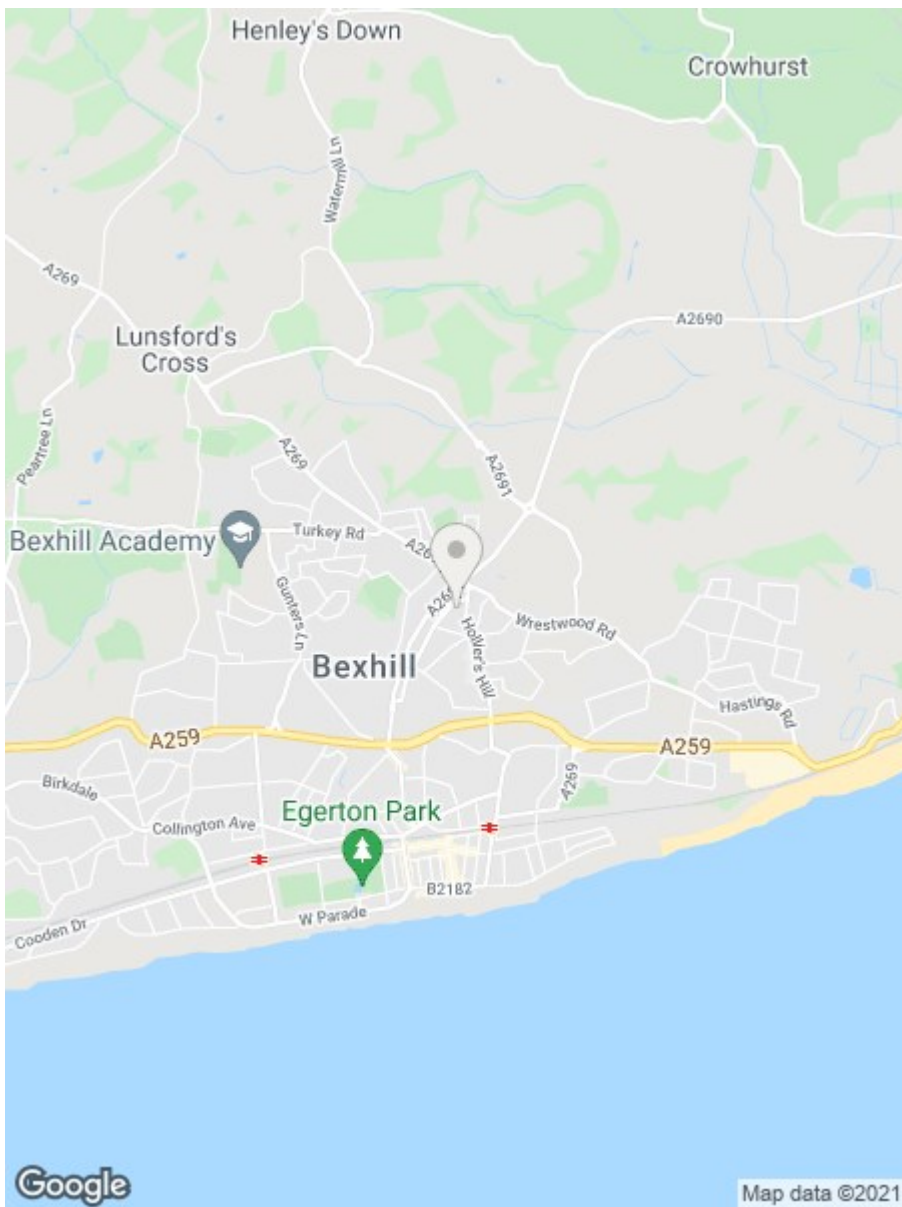 Henley's Down
Crowhurst
Watermill Ln
A269
A2690
Lunsford's
Cross
Peartree Ln
A269
A2691
Turkey Rd
Bexhill Academy
Gunters Ln
Wrestwood Rd
Holliver's Hill
Bexhill
Hastings Rd
A259
A259
Birkdale
A269
Egerton Park
Collington Ave
B2182
W Parade
Cooden Dr
Google
Map data ©2021